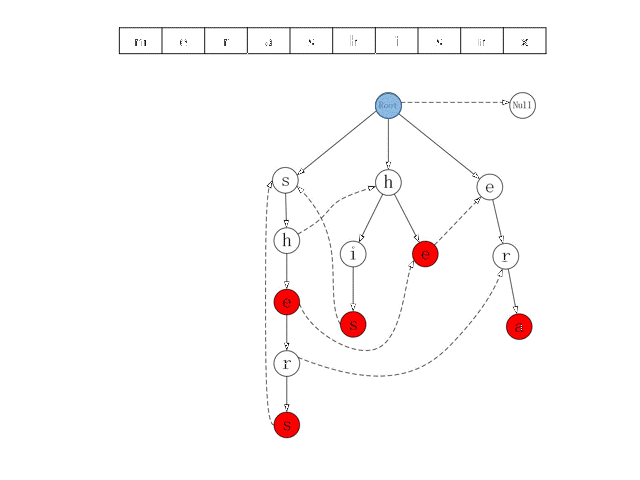 m e r a s h i s x
Root Null
s h e
h i e r
e s a
r
s